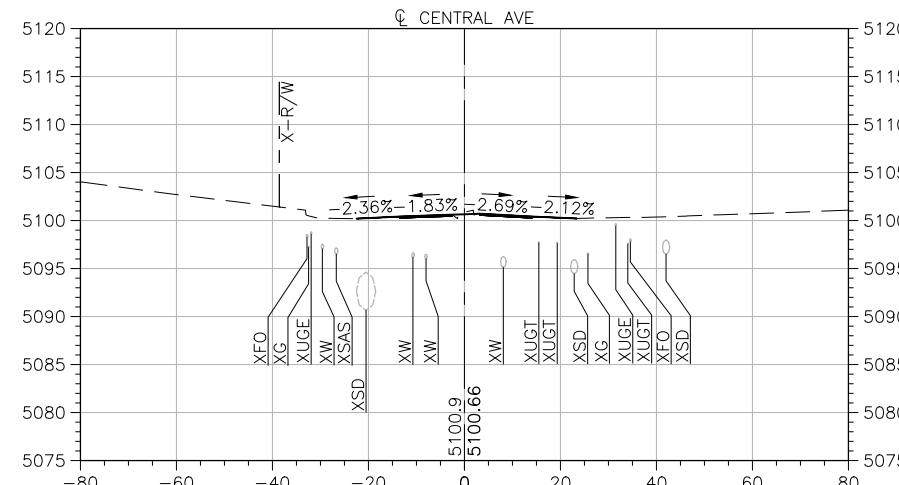 ℄ CENTRAL AVE
5120 5120
5115 5115
5110 5110
5105 5105
5100 5100
5095 5095
5090 5090
5085 5085
5080 5080
5075 5075
X-R/W
-2.36% -1.83% -2.69% -2.12%
XFO
XG
XUGE
XW
XSAS
XSD
XW
XW
XW
XUGT
XUGT
XSD
XG
XUGE
XUGT
XFO
XSD
5100.9
5100.66
-80 -60 -40 -20 0 20 40 60 80